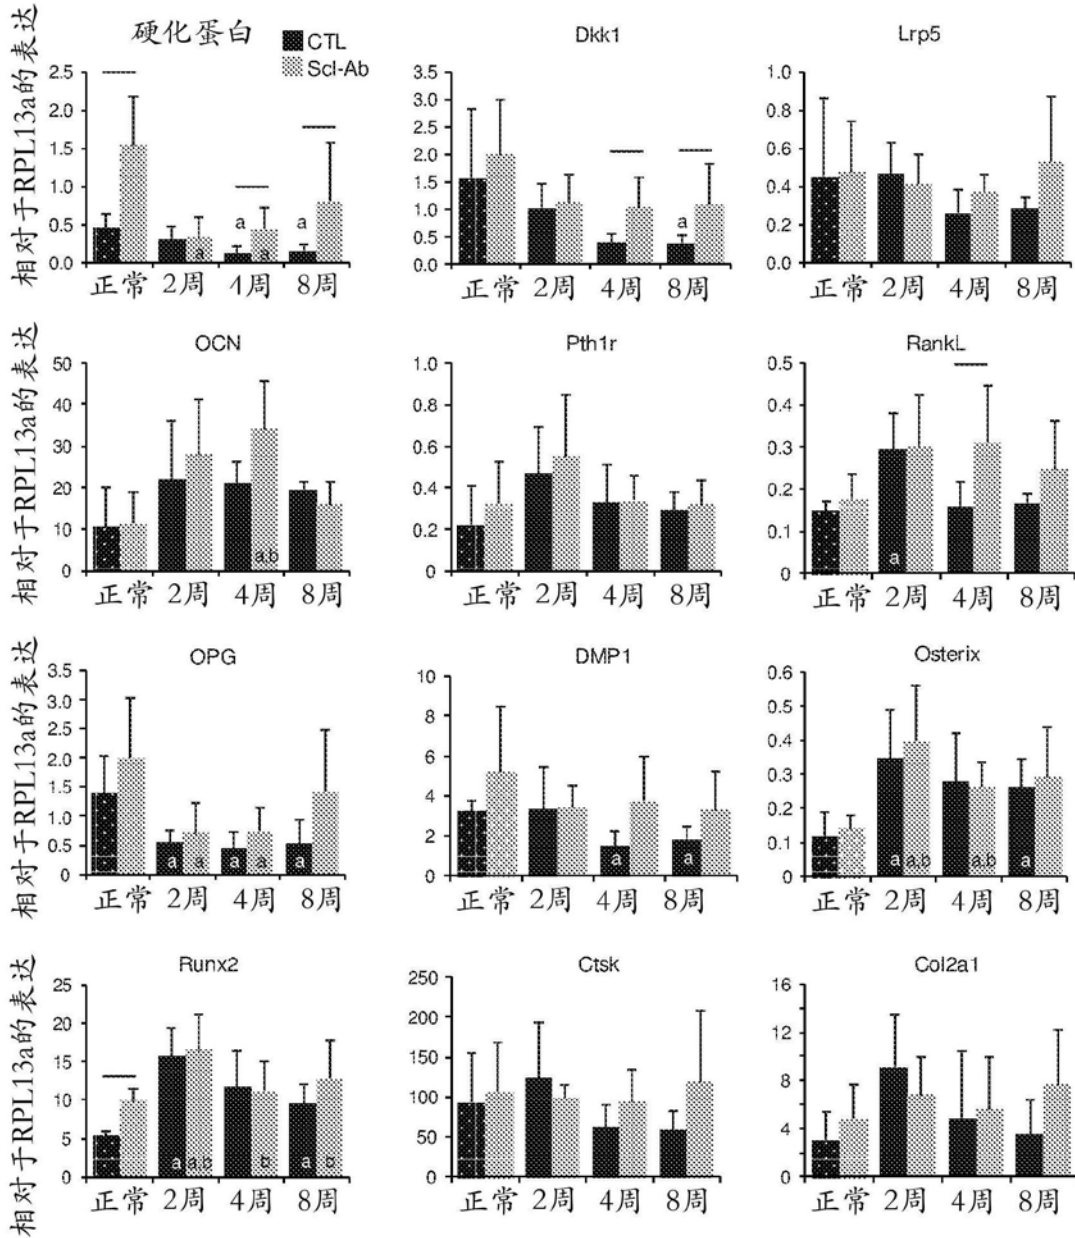 硬化蛋白
CTL
Scl-Ab
相对于RPL13a的表达
2.5
2.0
1.5
1.0
0.5
0.0
a
a
a
a
正常 2周 4周 8周
Dkk1
3.5
3.0
2.5
2.0
1.5
1.0
0.5
0.0
a
正常 2周 4周 8周
Lrp5
1.0
0.8
0.6
0.4
0.2
0.0
正常 2周 4周 8周
OCN
相对于RPL13a的表达
50
40
30
20
10
0
a,b
正常 2周 4周 8周
Pth1r
1.0
0.8
0.6
0.4
0.2
0
正常 2周 4周 8周
RankL
0.5
0.4
0.3
0.2
0.1
0
a
正常 2周 4周 8周
OPG
相对于RPL13a的表达
3.5
3.0
2.5
2.0
1.5
1.0
0.5
0
a a a a a
正常 2周 4周 8周
DMP1
10
8
6
4
2
0
a a
正常 2周 4周 8周
Osterix
0.6
0.5
0.4
0.3
0.2
0.1
0
a a,b a,b a
正常 2周 4周 8周
Runx2
相对于RPL13a的表达
25
20
15
10
5
0
a a,b b a b
正常 2周 4周 8周
Ctsk
250
200
150
100
50
0
正常 2周 4周 8周
Col2a1
16
12
8
4
0
正常 2周 4周 8周